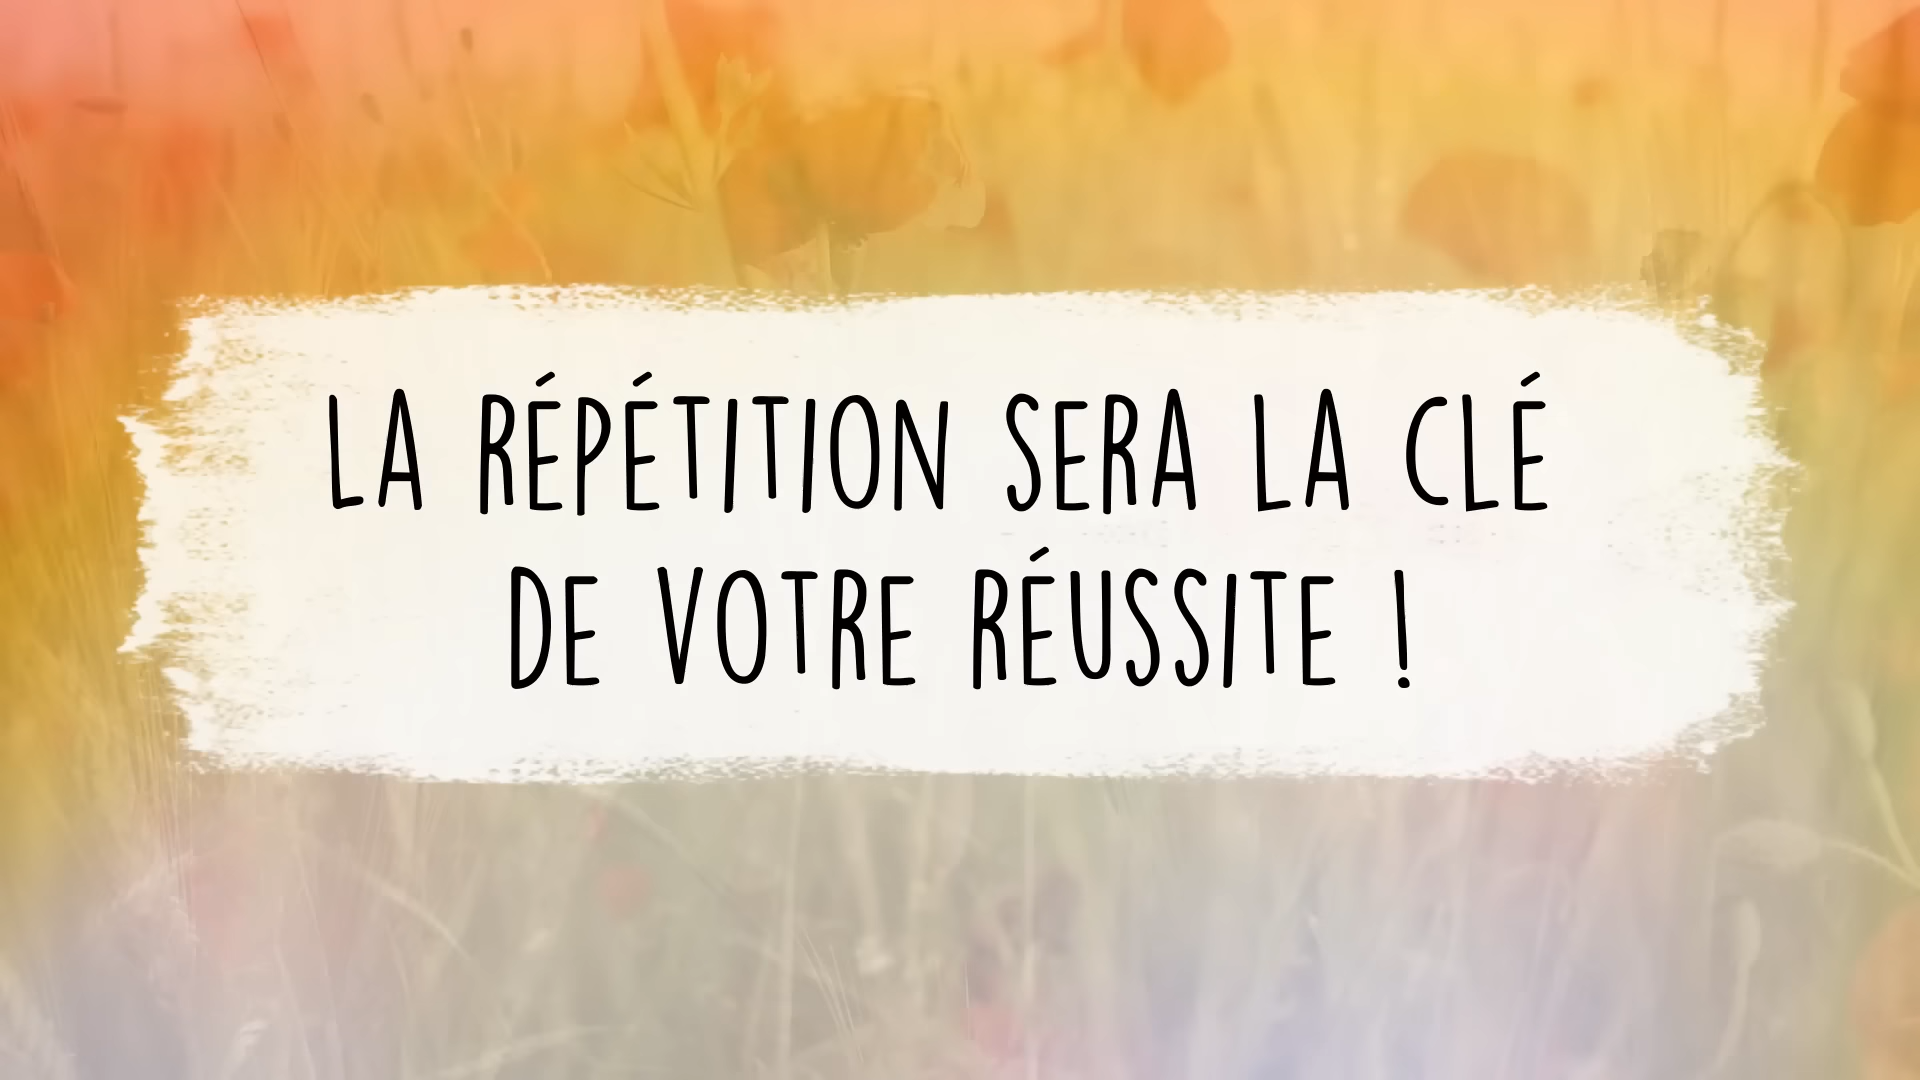 LA RÉPÉTITION SERA LA CLÉ
DE VOTRE RÉUSSITE !